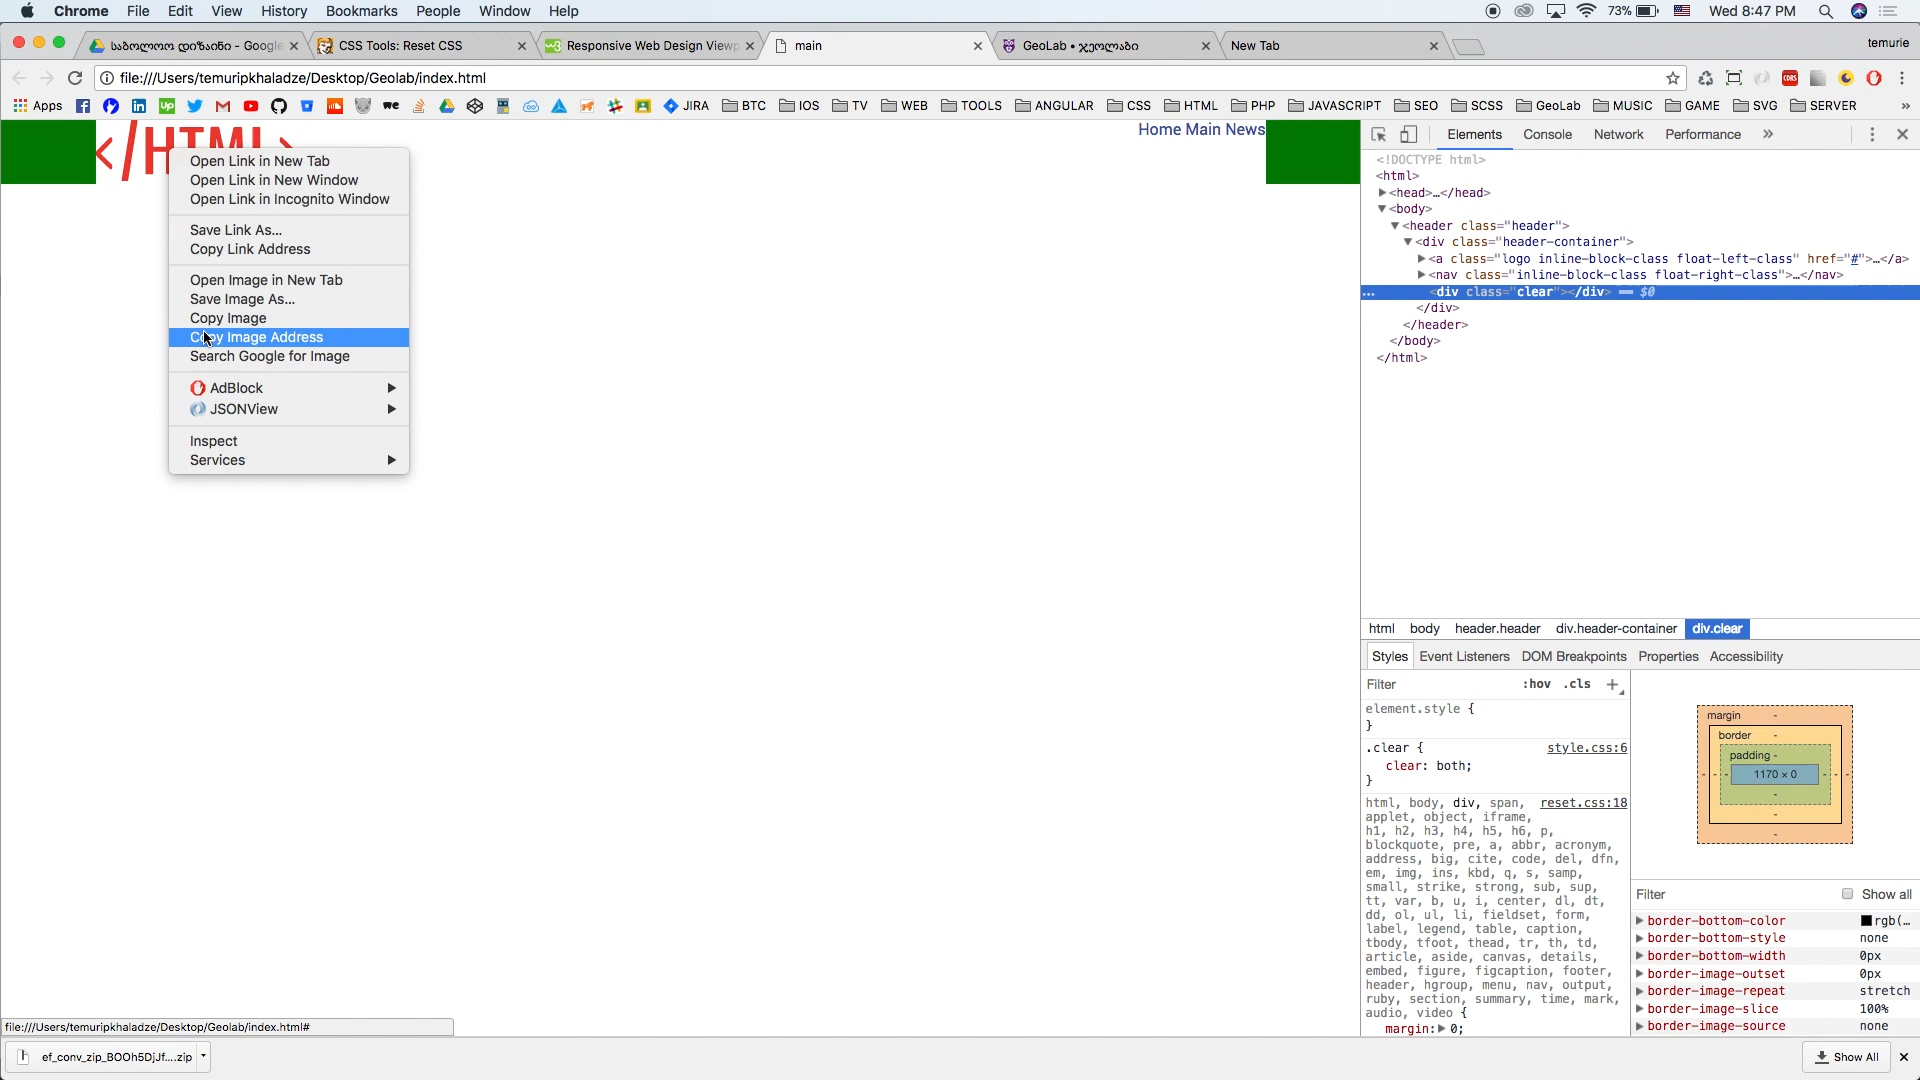 Chrome File Edit View History Bookmarks People Window Help 73% Wed 8:47 PM
საბოლოო დიზაინი - Google CSS Tools: Reset CSS Responsive Web Design Viewp main GeoLab • ჯეოლაბი New Tab temurie
file:///Users/temuripkhaladze/Desktop/Geolab/index.html
Apps JIRA BTC IOS TV WEB TOOLS ANGULAR CSS HTML PHP JAVASCRIPT SEO SCSS GeoLab MUSIC GAME SVG SERVER »
</HTML>
Home Main News
Open Link in New Tab
Open Link in New Window
Open Link in Incognito Window
Save Link As...
Copy Link Address
Open Image in New Tab
Save Image As...
Copy Image
Copy Image Address
Search Google for Image
AdBlock
JSONView
Inspect
Services
Elements Console Network Performance »
<!DOCTYPE html>
<html>
<head>…</head>
<body>
<header class="header">
<div class="header-container">
<a class="logo inline-block-class float-left-class" href="#">…</a>
<nav class="inline-block-class float-right-class">…</nav>
… <div class="clear"></div> == $0
</div>
</header>
</body>
</html>
html body header.header div.header-container div.clear
Styles Event Listeners DOM Breakpoints Properties Accessibility
Filter :hov .cls +
element.style {
}
.clear { style.css:6
clear: both;
}
html, body, div, span, reset.css:18
applet, object, iframe,
h1, h2, h3, h4, h5, h6, p,
blockquote, pre, a, abbr, acronym,
address, big, cite, code, del, dfn,
em, img, ins, kbd, q, s, samp,
small, strike, strong, sub, sup,
tt, var, b, u, i, center, dl, dt,
dd, ol, ul, li, fieldset, form,
label, legend, table, caption,
tbody, tfoot, thead, tr, th, td,
article, aside, canvas, details,
embed, figure, figcaption, footer,
header, hgroup, menu, nav, output,
ruby, section, summary, time, mark,
audio, video {
margin: 0;
margin -
border -
padding -
- - - 1170 × 0 - - -
-
-
-
Filter Show all
border-bottom-color rgb(…
border-bottom-style none
border-bottom-width 0px
border-image-outset 0px
border-image-repeat stretch
border-image-slice 100%
border-image-source none
file:///Users/temuripkhaladze/Desktop/Geolab/index.html#
ef_conv_zip_BOOh5DjJf....zip Show All